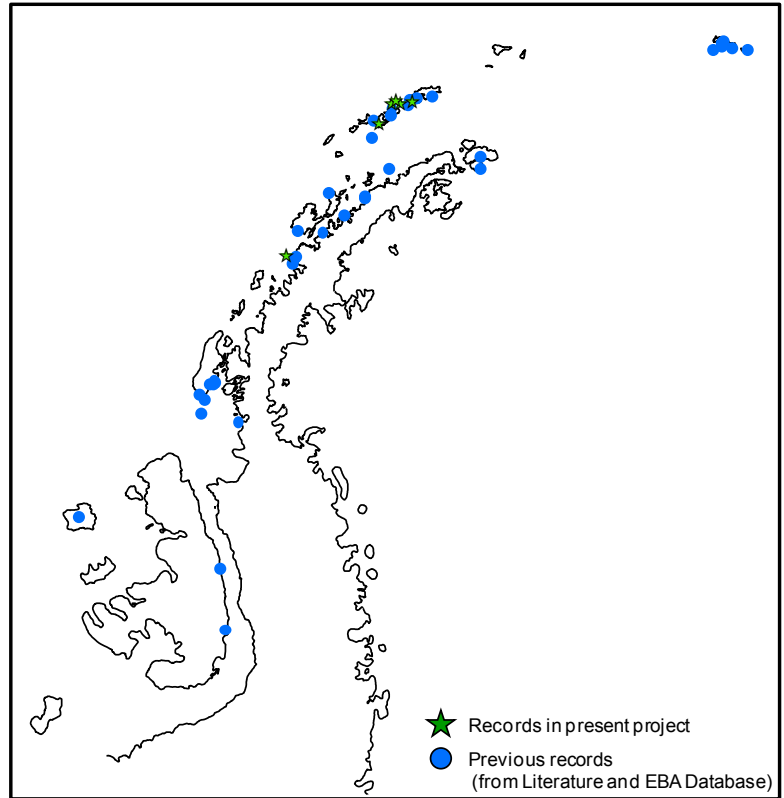 Records in present project
Previous records
(from Literature and EBA Database)